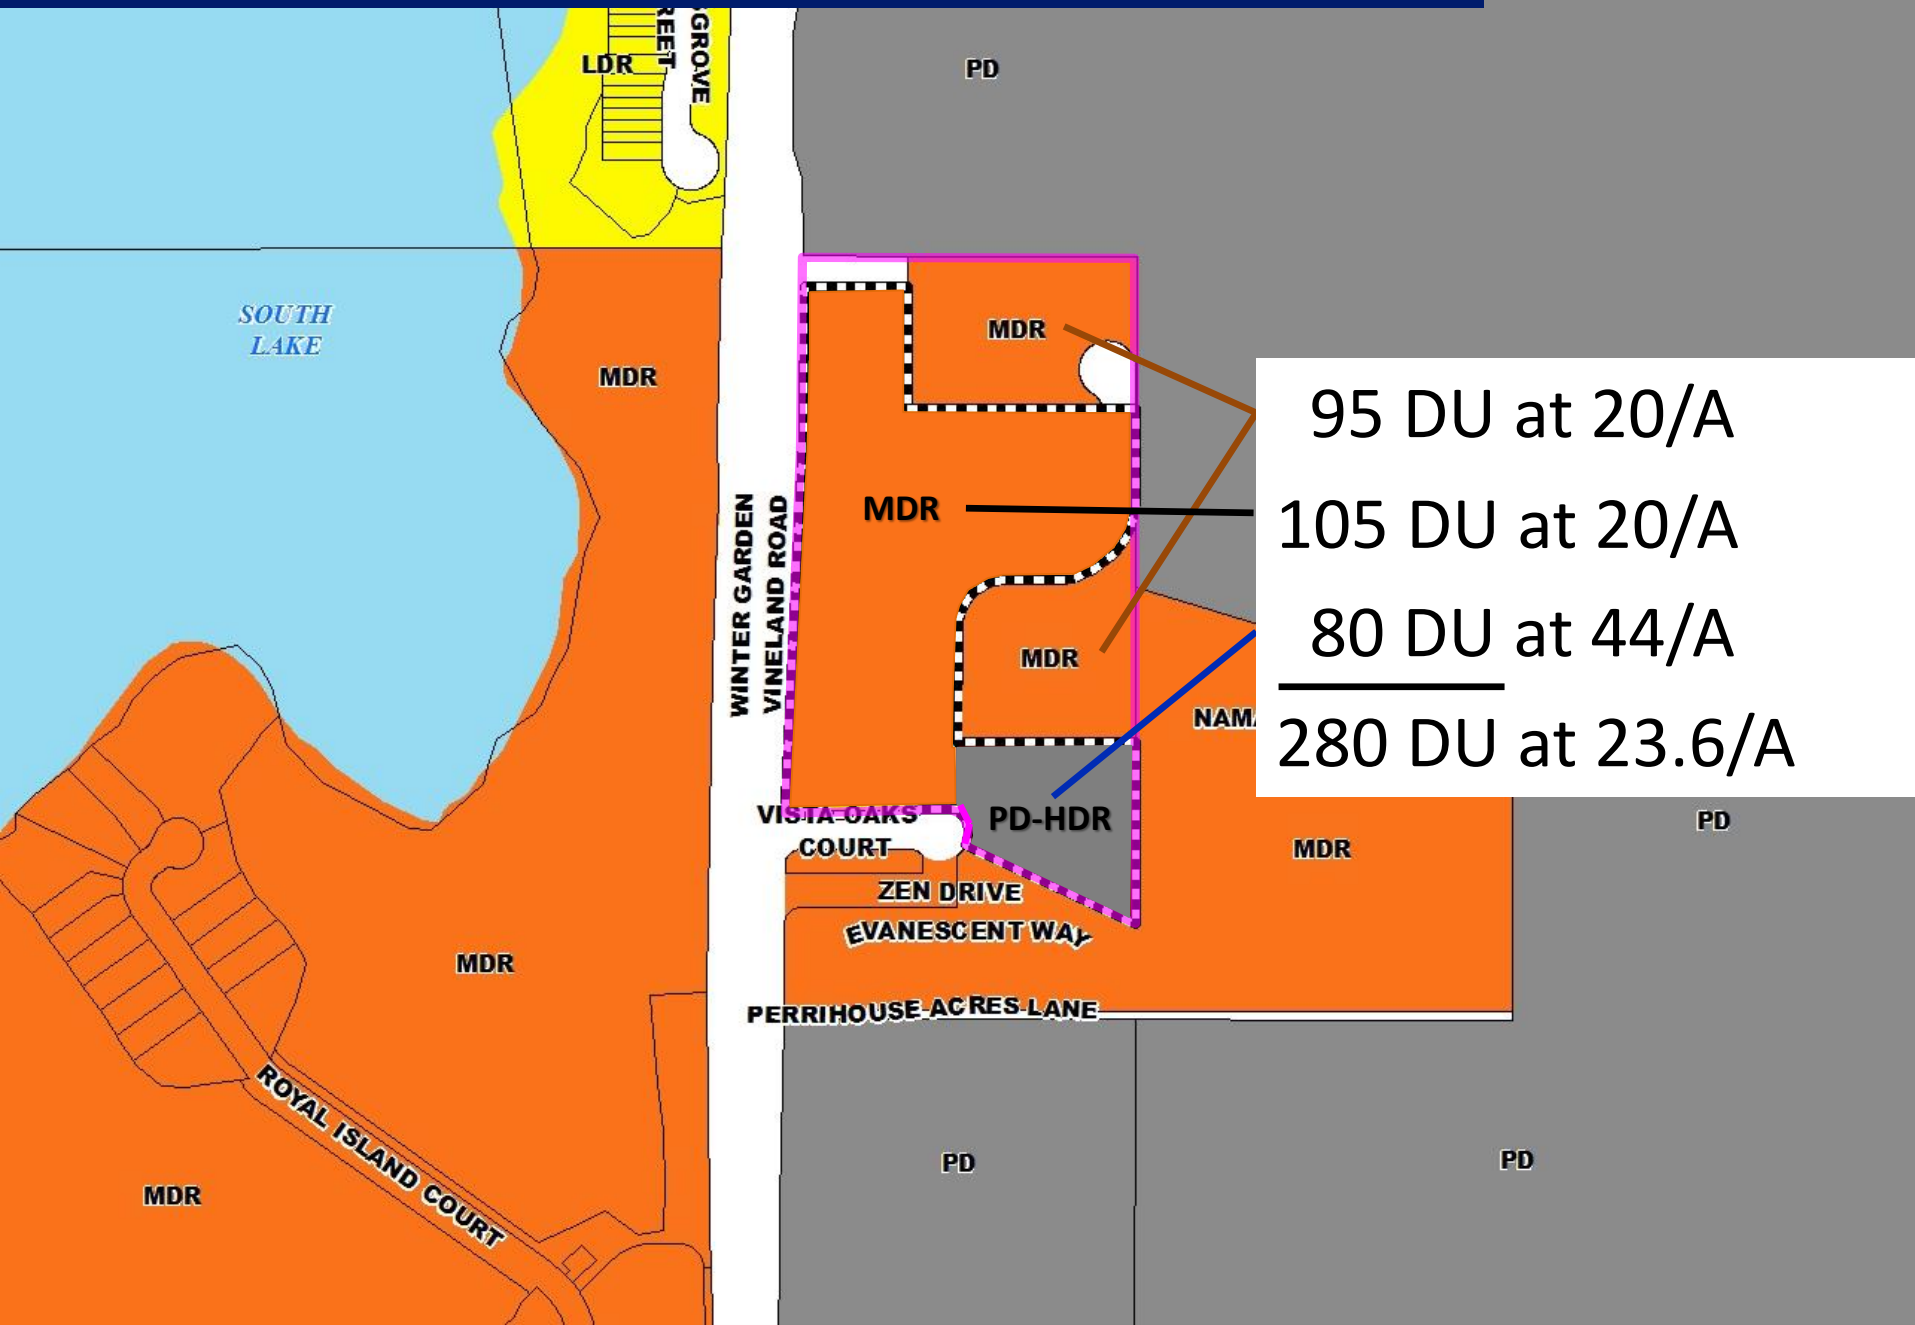 GROVE
REET
LDR
PD
SOUTH
LAKE
MDR
MDR
95 DU at 20/A
MDR
105 DU at 20/A
WINTER GARDEN
VINELAND ROAD
80 DU at 44/A
MDR
280 DU at 23.6/A
VISTA OAKS
COURT
PD-HDR
PD
MDR
ZEN DRIVE
EVANESCENT WAY
MDR
PERRIHOUSE ACRES LANE
ROYAL ISLAND COURT
MDR
PD
PD